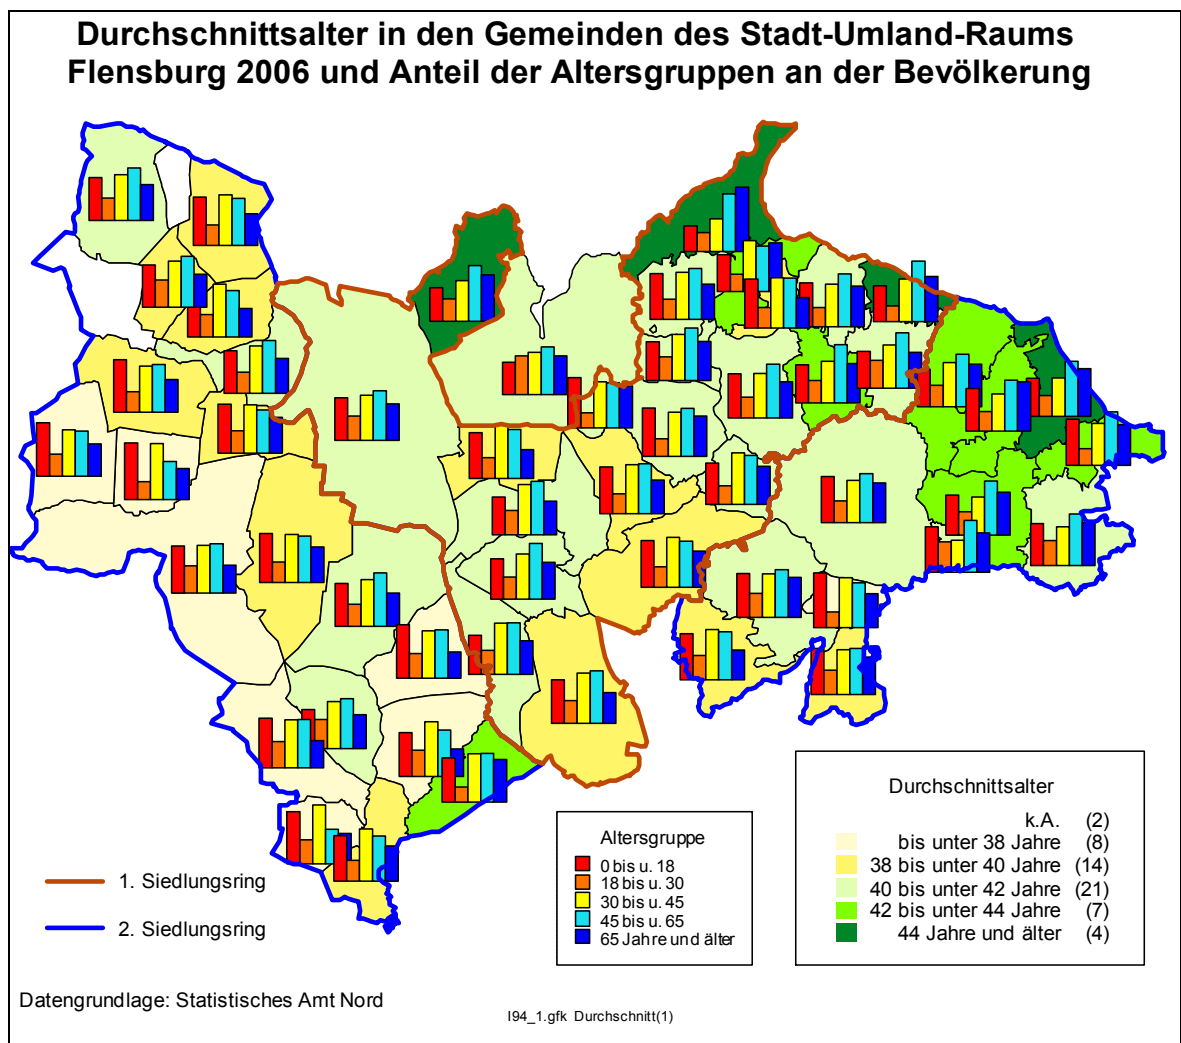 Durchschnittsalter in den Gemeinden des Stadt-Umland-Raums
Flensburg 2006 und Anteil der Altersgruppen an der Bevölkerung
1. Siedlungsring
2. Siedlungsring
Altersgruppe
0 bis u. 18
18 bis u. 30
30 bis u. 45
45 bis u. 65
65 Jahre und älter
Durchschnittsalter
k.A. (2)
bis unter 38 Jahre (8)
38 bis unter 40 Jahre (14)
40 bis unter 42 Jahre (21)
42 bis unter 44 Jahre (7)
44 Jahre und älter (4)
Datengrundlage: Statistisches Amt Nord
I94_1.gfk Durchschnitt(1)